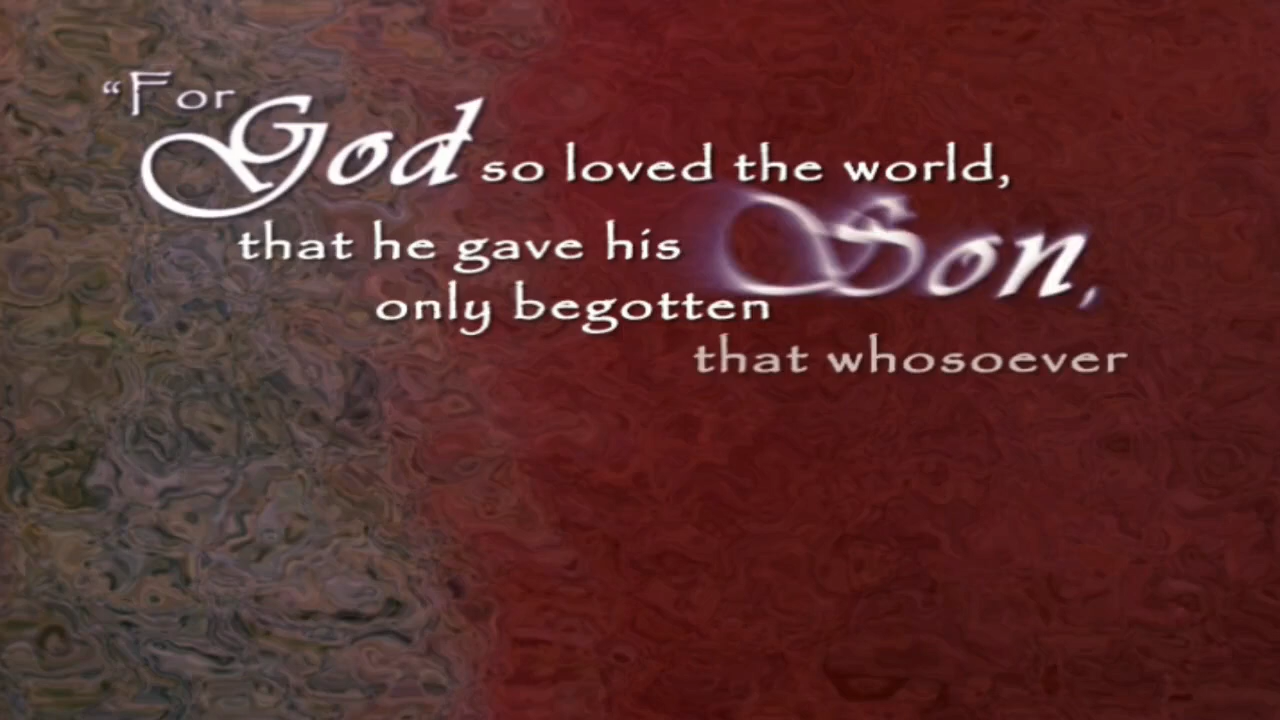 “For
God so loved the world,
that he gave his
only begotten Son,
that whosoever